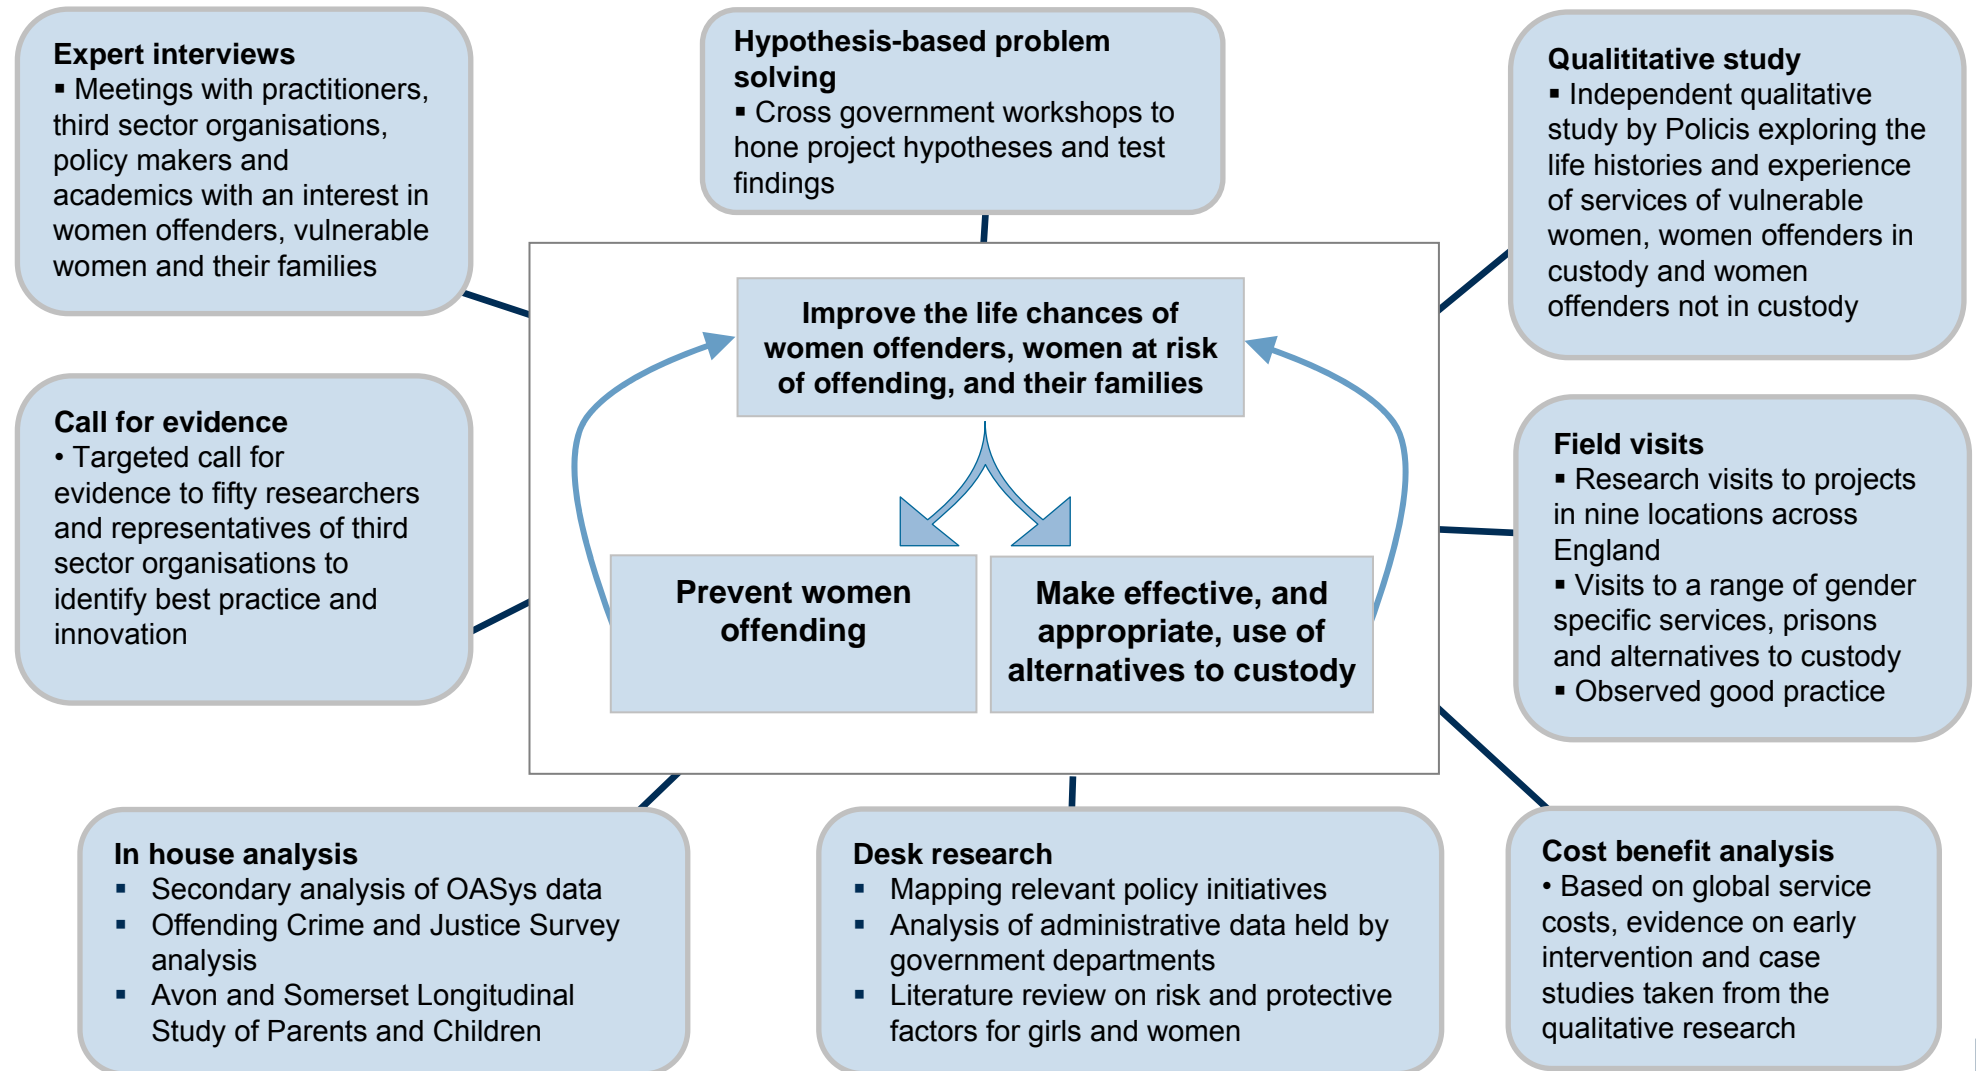 Expert interviews
▪ Meetings with practitioners,
third sector organisations,
policy makers and
academics with an interest in
women offenders, vulnerable
women and their families
Hypothesis-based problem
solving
▪ Cross government workshops to
hone project hypotheses and test
findings
Qualititative study
▪ Independent qualitative
study by Policis exploring the
life histories and experience
of services of vulnerable
women, women offenders in
custody and women
offenders not in custody
Improve the life chances of
women offenders, women at risk
of offending, and their families
Call for evidence
• Targeted call for
evidence to fifty researchers
and representatives of third
sector organisations to
identify best practice and
innovation
Field visits
▪ Research visits to projects
in nine locations across
England
▪ Visits to a range of gender
specific services, prisons
and alternatives to custody
▪ Observed good practice
Prevent women
offending
Make effective, and
appropriate, use of
alternatives to custody
In house analysis
▪ Secondary analysis of OASys data
▪ Offending Crime and Justice Survey
analysis
▪ Avon and Somerset Longitudinal
Study of Parents and Children
Desk research
▪ Mapping relevant policy initiatives
▪ Analysis of administrative data held by
government departments
▪ Literature review on risk and protective
factors for girls and women
Cost benefit analysis
• Based on global service
costs, evidence on early
intervention and case
studies taken from the
qualitative research